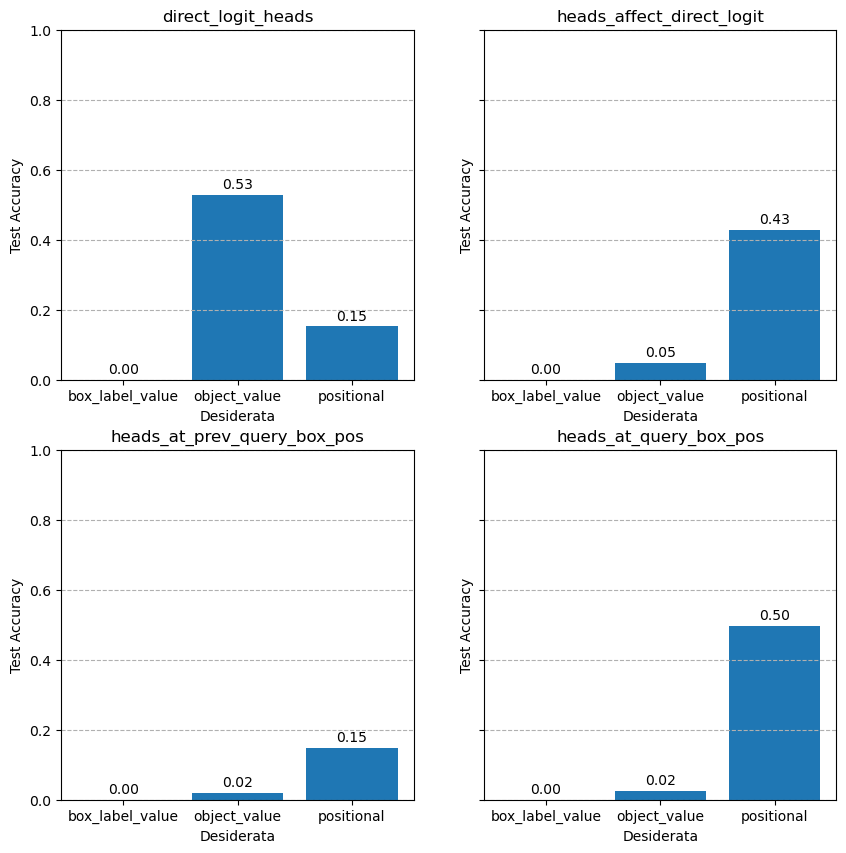 direct_logit_heads
heads_affect_direct_logit
1.0
0.8
0.6
0.4
0.2
0.0
Test Accuracy
0.00
0.53
0.15
box_label_value
object_value
positional
Desiderata
Test Accuracy
0.00
0.05
0.43
box_label_value
object_value
positional
Desiderata
heads_at_prev_query_box_pos
heads_at_query_box_pos
1.0
0.8
0.6
0.4
0.2
0.0
Test Accuracy
0.00
0.02
0.15
box_label_value
object_value
positional
Desiderata
Test Accuracy
0.00
0.02
0.50
box_label_value
object_value
positional
Desiderata